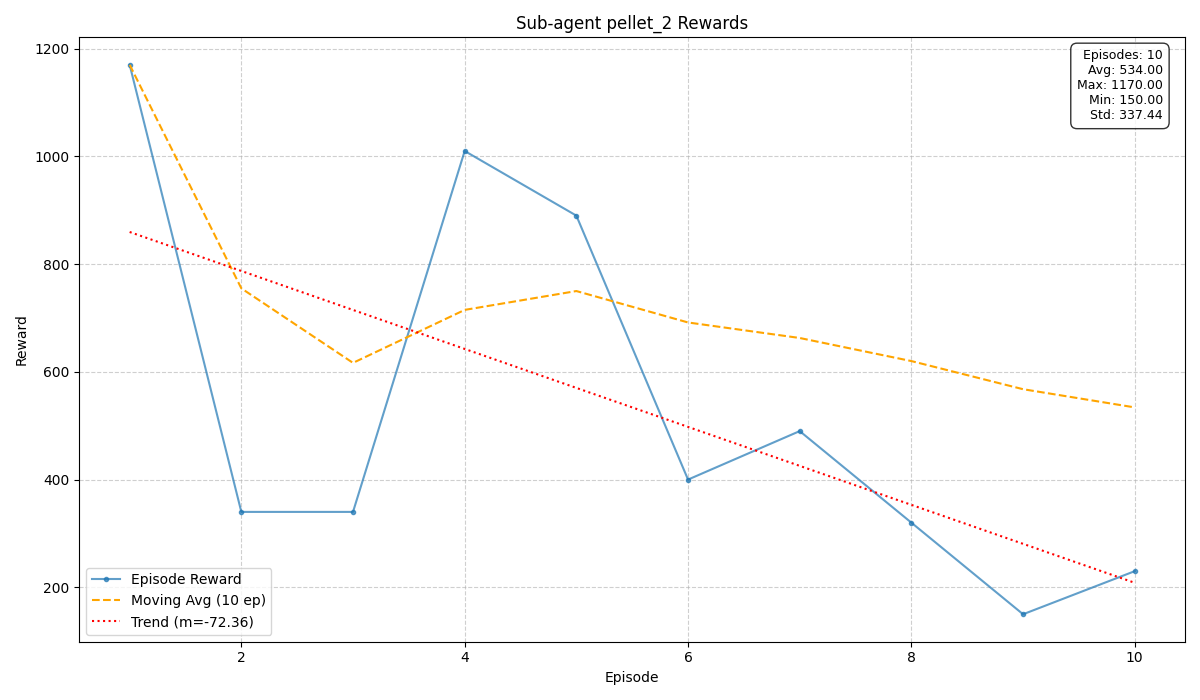 Sub-agent pellet_2 Rewards
1200
1000
800
600
400
200
Reward
Episodes: 10
Avg: 534.00
Max: 1170.00
Min: 150.00
Std: 337.44
Episode Reward
Moving Avg (10 ep)
Trend (m=-72.36)
2
4
6
8
10
Episode